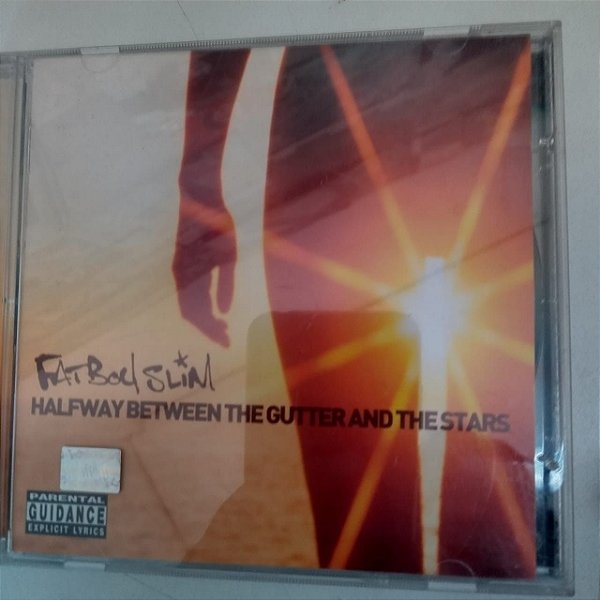 FATBOY SLIM
HALFWAY BETWEEN THE GUTTER AND THE STARS
PARENTAL
GUIDANCE
EXPLICIT LYRICS